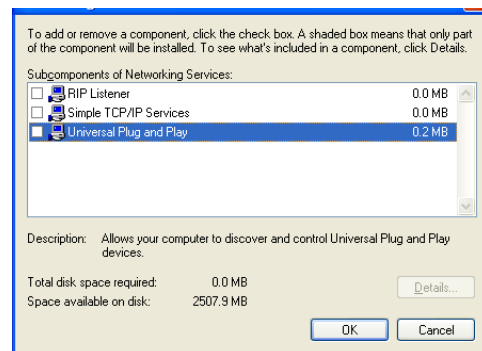 To add or remove a component, click the check box. A shaded box means that only part
of the component will be installed. To see what's included in a component, click Details.
Subcomponents of Networking Services:
RIP Listener 0.0 MB
Simple TCP/IP Services 0.0 MB
Universal Plug and Play 0.2 MB
Description: Allows your computer to discover and control Universal Plug and Play
devices.
Total disk space required: 0.0 MB
Details...
Space available on disk: 2507.9 MB
OK Cancel